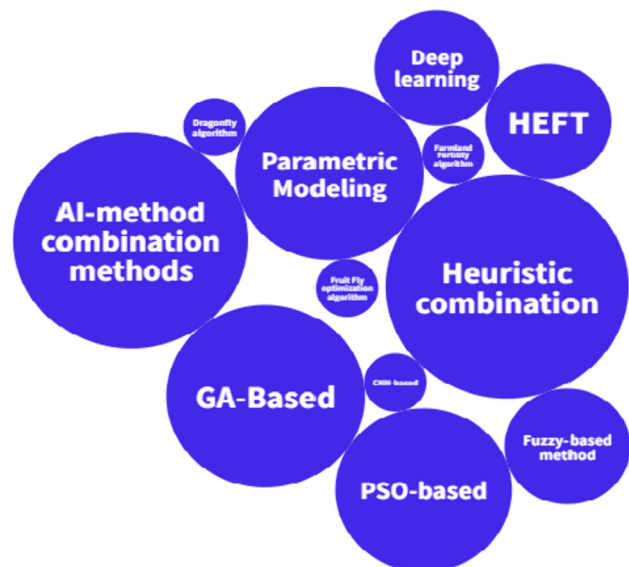 Deep
learning
HEFT
Dragonfly
algorithm
Farmland
Fertility
algorithm
Parametric
Modeling
AI-method
combination
methods
Heuristic
combination
Fruit Fly
optimization
algorithm
CNN-based
GA-Based
Fuzzy-based
method
PSO-based